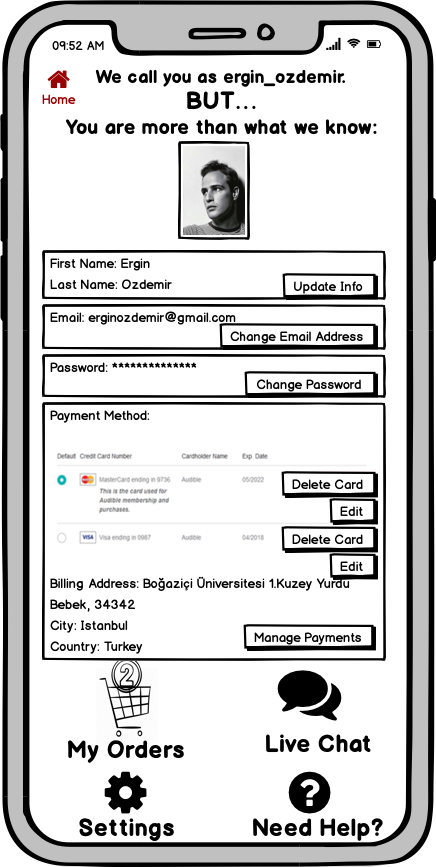 09:52 AM
Home
We call you as ergin_ozdemir.
BUT...
You are more than what we know:
First Name: Ergin
Last Name: Ozdemir
Update Info
Email: erginozdemir@gmail.com
Change Email Address
Password: **************
Change Password
Payment Method:
Default Credit Card Number Cardholder Name Exp. Date
MasterCard ending in 9736 Audible 05/2022
This is the card used for
Audible membership and
purchases.
Delete Card
Edit
VISA Visa ending in 0987 Audible 04/2018
Delete Card
Edit
Billing Address: Boğaziçi Üniversitesi 1.Kuzey Yurdu
Bebek, 34342
City: Istanbul
Country: Turkey
Manage Payments
2
My Orders
Live Chat
Settings
?
Need Help?